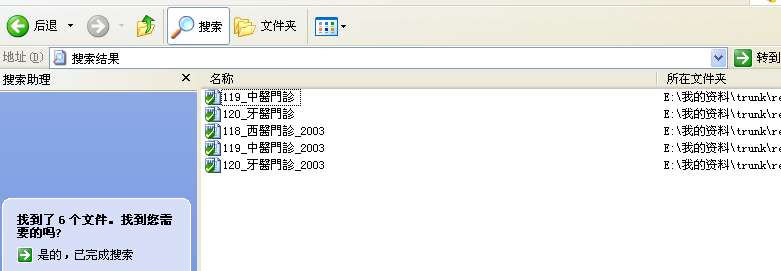 后退 搜索 文件夹
地址(D) 搜索结果 转到
搜索助理 名称 所在文件夹
119_中醫門診 E:\我的资料\trunk\re
120_牙醫門診 E:\我的资料\trunk\re
118_西醫門診_2003 E:\我的资料\trunk\re
119_中醫門診_2003 E:\我的资料\trunk\re
120_牙醫門診_2003 E:\我的资料\trunk\re
找到了 6 个文件。找到您需
要的吗?
是的，已完成搜索